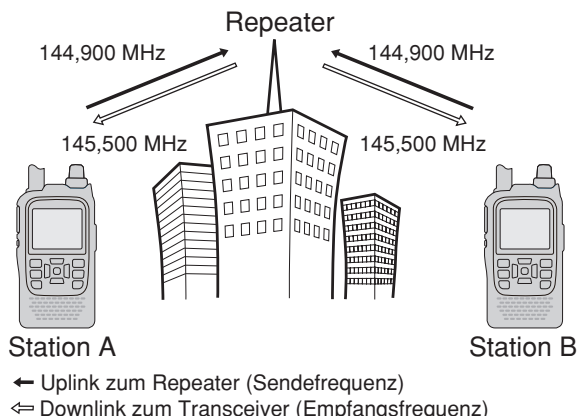 Repeater
144,900 MHz
144,900 MHz
145,500 MHz
145,500 MHz
Station A
Station B
Uplink zum Repeater (Sendefrequenz)
Downlink zum Transceiver (Empfangsfrequenz)